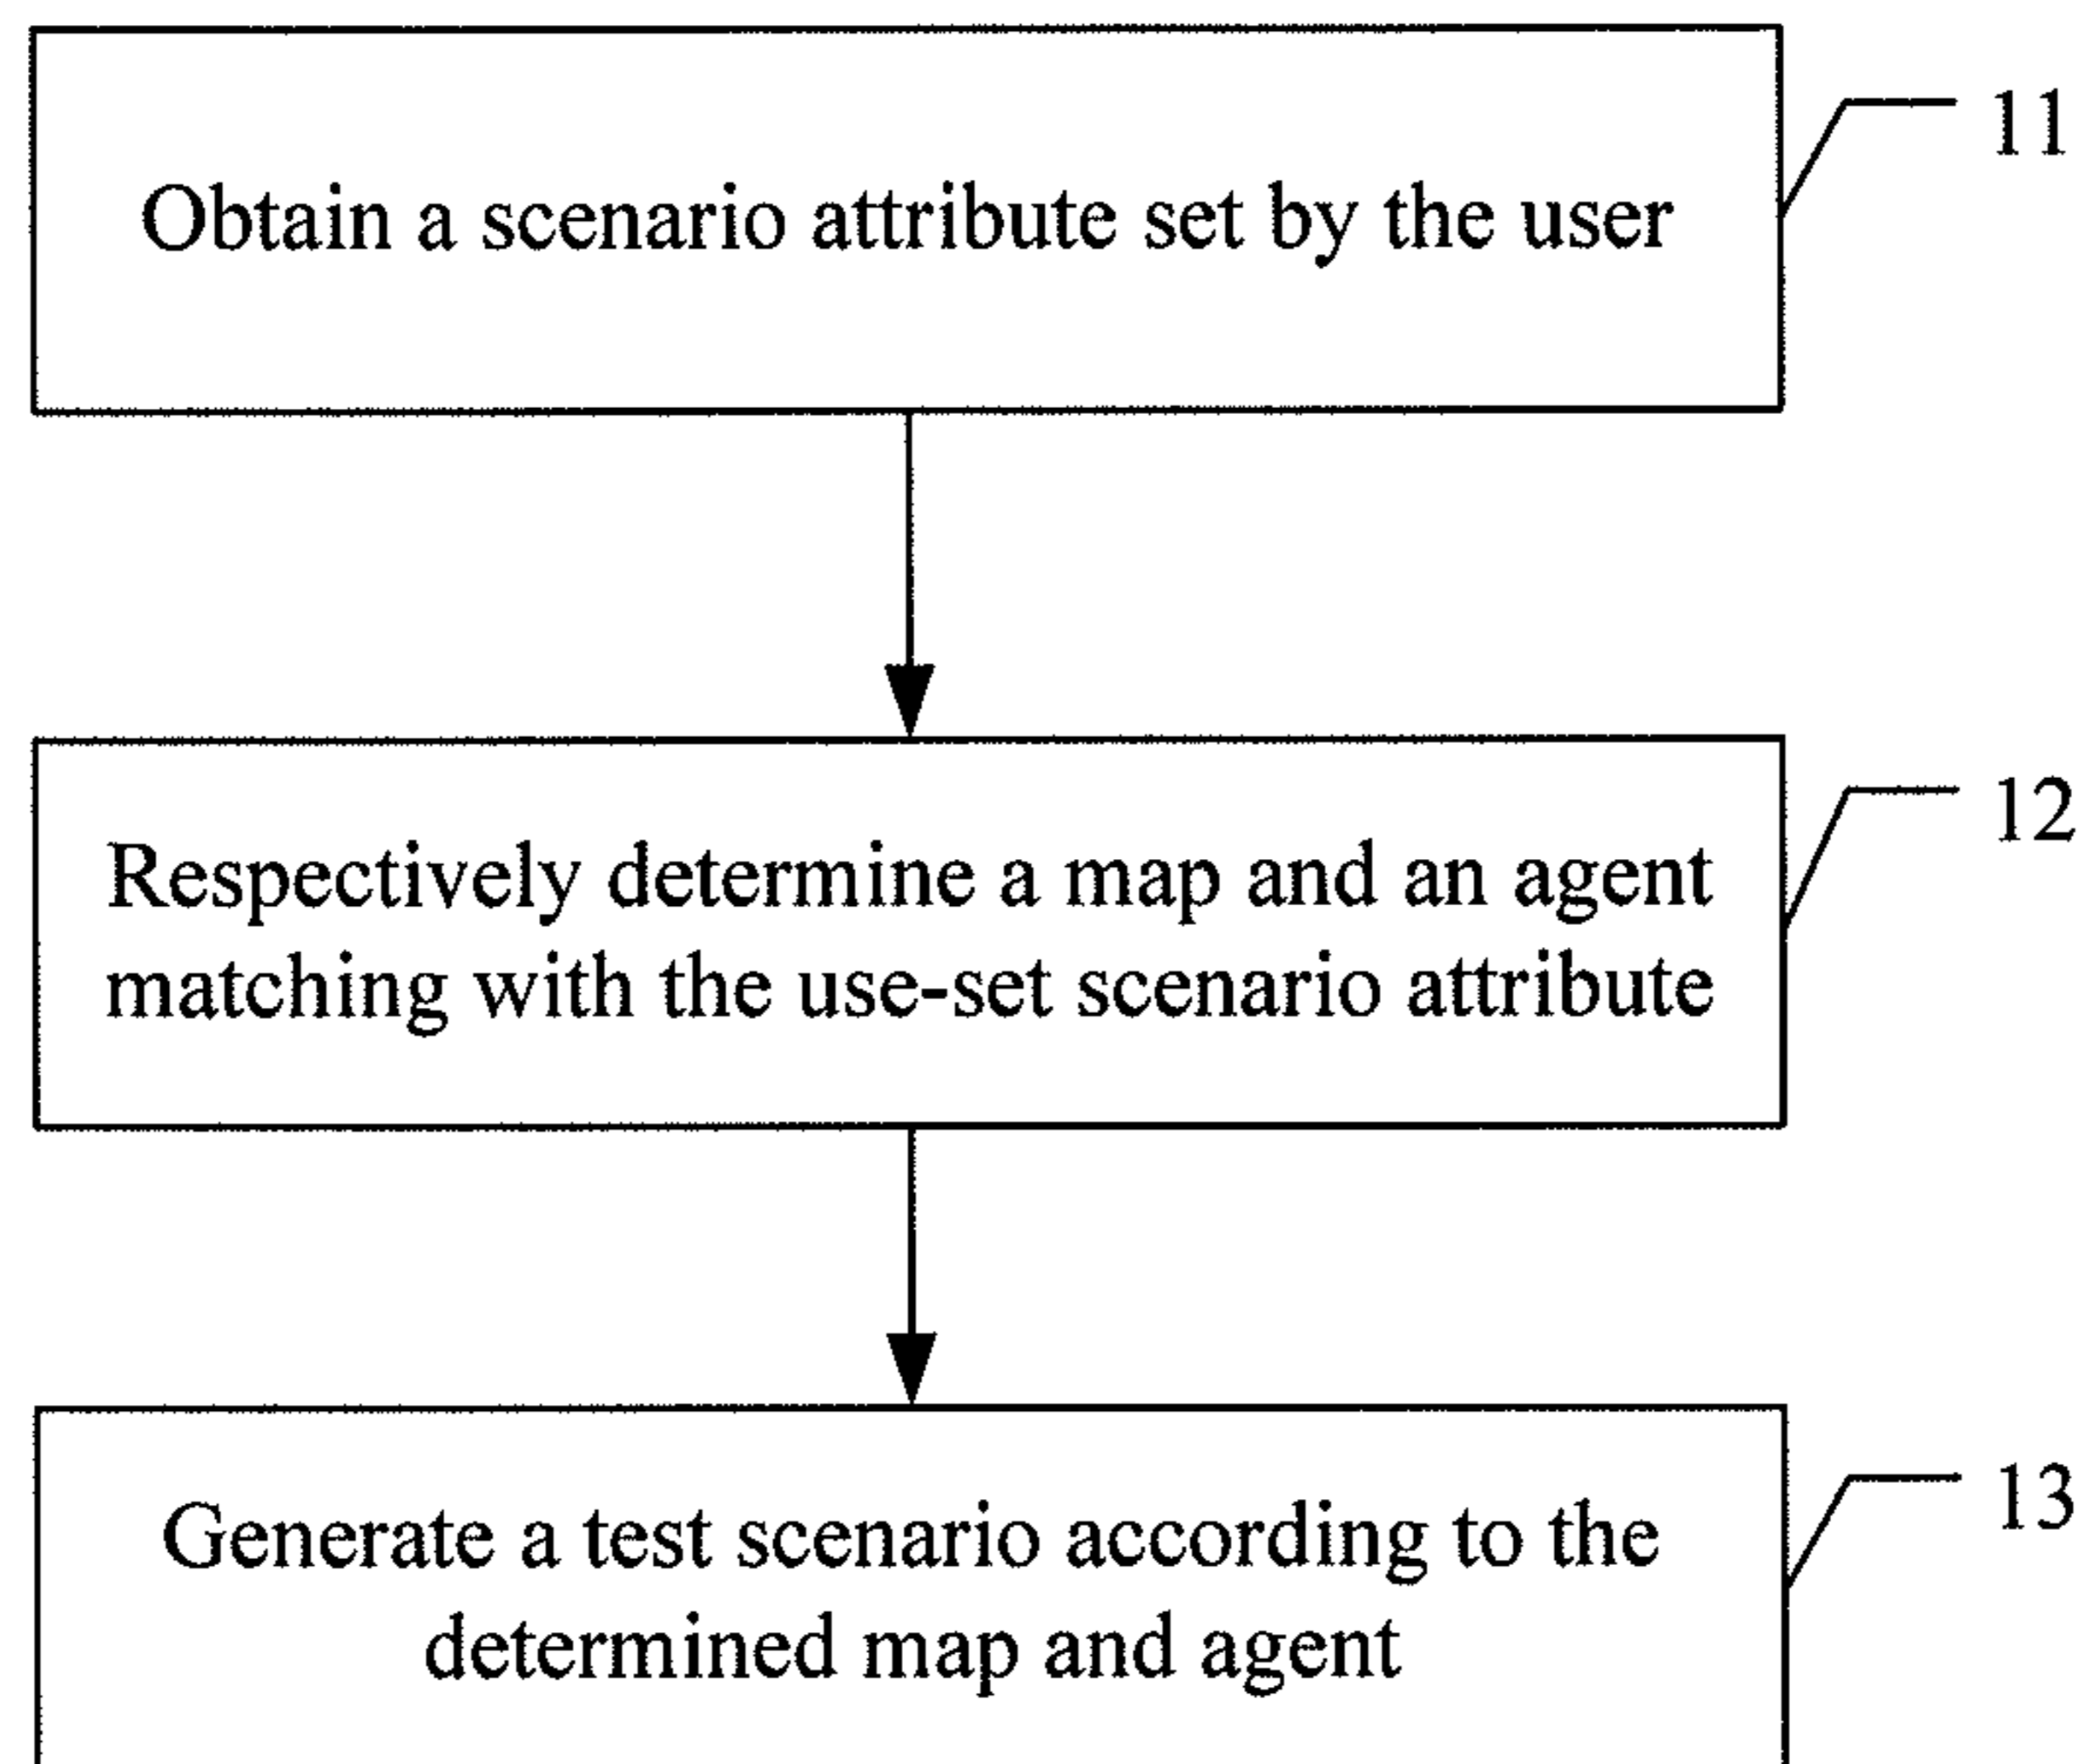 Obtain a scenario attribute set by the user
11
Respectively determine a map and an agent
matching with the use-set scenario attribute
12
Generate a test scenario according to the
determined map and agent
13